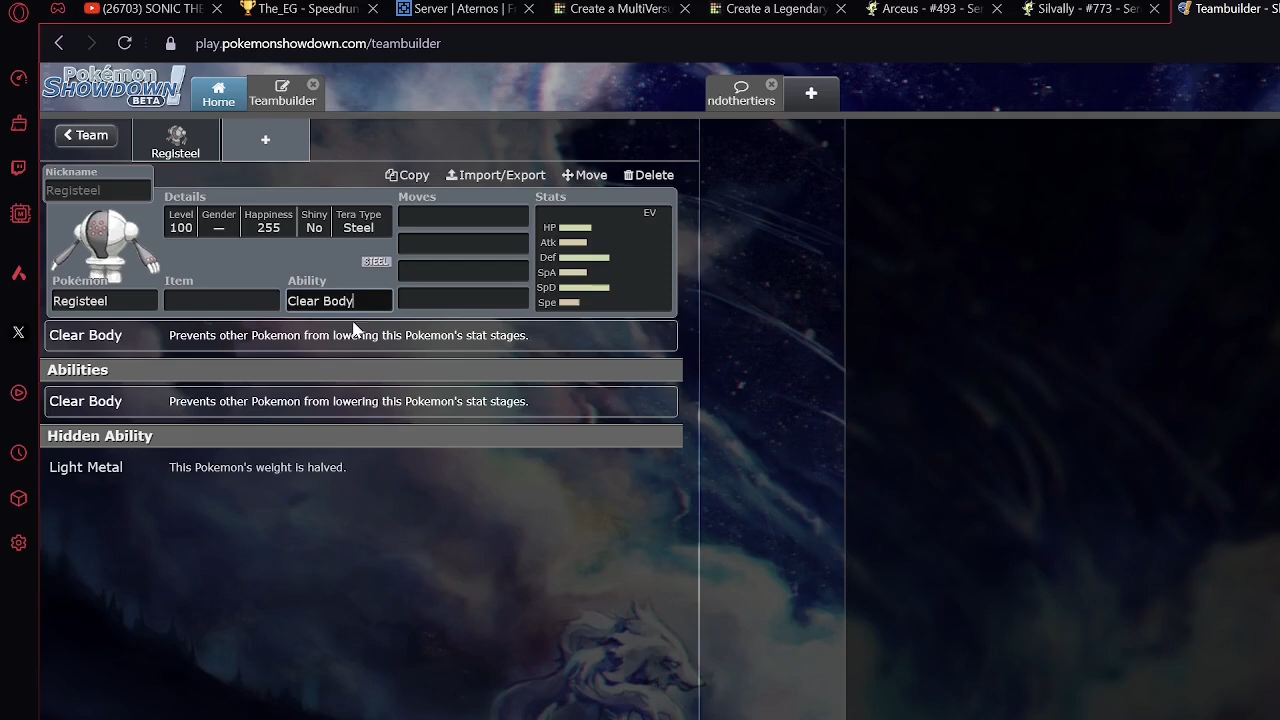 (26703) SONIC THE
The_EG - Speedrun
Server | Aternos | F
Create a MultiVersu
Create a Legendary
Arceus - #493 - Ser
Silvally - #773 - Ser
Teambuilder - S
play.pokemonshowdown.com/teambuilder
Pokémon
SHOWDOWN!
BETA
Home
Teambuilder
ndothertiers
Team
Registeel
Nickname
Registeel
Copy Import/Export Move Delete
Details
Level Gender Happiness Shiny Tera Type
100 — 255 No Steel
STEEL
Pokémon Item Ability
Registeel Clear Body
Moves
Stats
EV
HP
Atk
Def
SpA
SpD
Spe
Clear Body Prevents other Pokemon from lowering this Pokemon's stat stages.
Abilities
Clear Body Prevents other Pokemon from lowering this Pokemon's stat stages.
Hidden Ability
Light Metal This Pokemon's weight is halved.